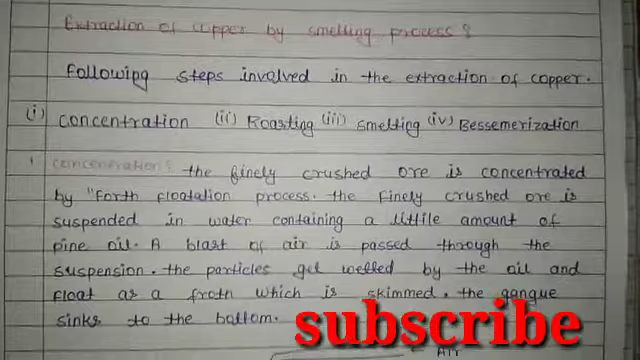 Extraction of copper by smelting process?
Following steps involved in the extraction of copper.
(i) concentration (ii) Roasting (iii) smelting (iv) Bessemerization
' concentration: the finely crushed ore is concentrated
by "Forth floatation process. the finely crushed ore is
suspended in water containing a little amount of
pine oil. A blast of air is passed through the
suspension. the particles get wetted by the oil and
float as a froth which is skimmed. the gangue
sinks to the bottom.
subscribe
Air